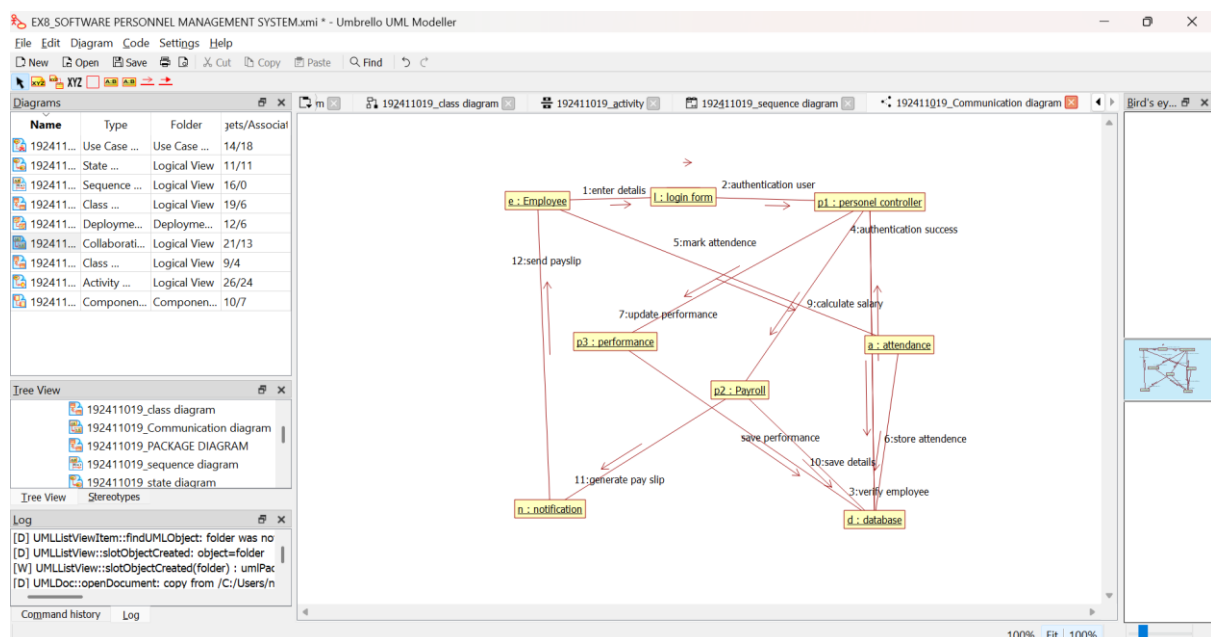 EX8_SOFTWARE PERSONNEL MANAGEMENT SYSTEM.xmi * - Umbrello UML Modeller
File Edit Diagram Code Settings Help
New Open Save Cut Copy Paste Find
XYZ XYZ A:B A:B
Diagrams
m 192411019_class diagram 192411019_activity 192411019_sequence diagram 192411019_Communication diagram
Bird's ey...
Name Type Folder gets/Associat
192411... Use Case ... Use Case ... 14/18
192411... State ... Logical View 11/11
192411... Sequence ... Logical View 16/0
192411... Class ... Logical View 19/6
192411... Deployme... Deployme... 12/6
192411... Collaborati... Logical View 21/13
192411... Class ... Logical View 9/4
192411... Activity ... Logical View 26/24
192411... Componen... Componen... 10/7
1:enter detalis
2:authentication user
e : Employee
l : login form
p1 : personel controller
4:authentication success
5:mark attendence
12:send payslip
9:calculate salary
7:update performance
p3 : performance
a : attendance
p2 : Payroll
save performance
6:store attendence
10:save details
11:generate pay slip
3:verify employee
n : notification
d : database
Tree View
192411019_class diagram
192411019_Communication diagram
192411019_PACKAGE DIAGRAM
192411019_sequence diagram
192411019_state diagram
Tree View Stereotypes
Log
[D] UMLListViewItem::findUMLObject: folder was no
[D] UMLListView::slotObjectCreated: object=folder
[W] UMLListView::slotObjectCreated(folder) : umlPac
[D] UMLDoc::openDocument: copy from /C:/Users/n
Command history Log
100% Fit 100%